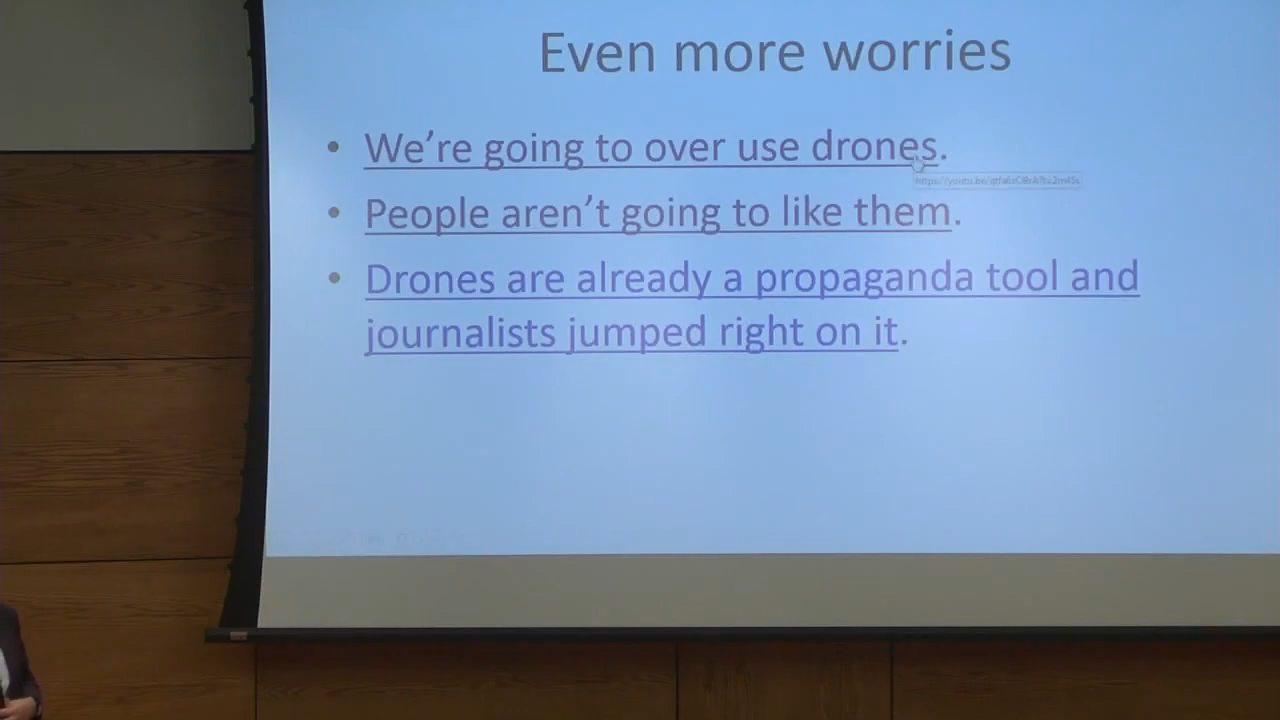 Even more worries
• We’re going to over use drones.
• People aren’t going to like them.
• Drones are already a propaganda tool and
journalists jumped right on it.